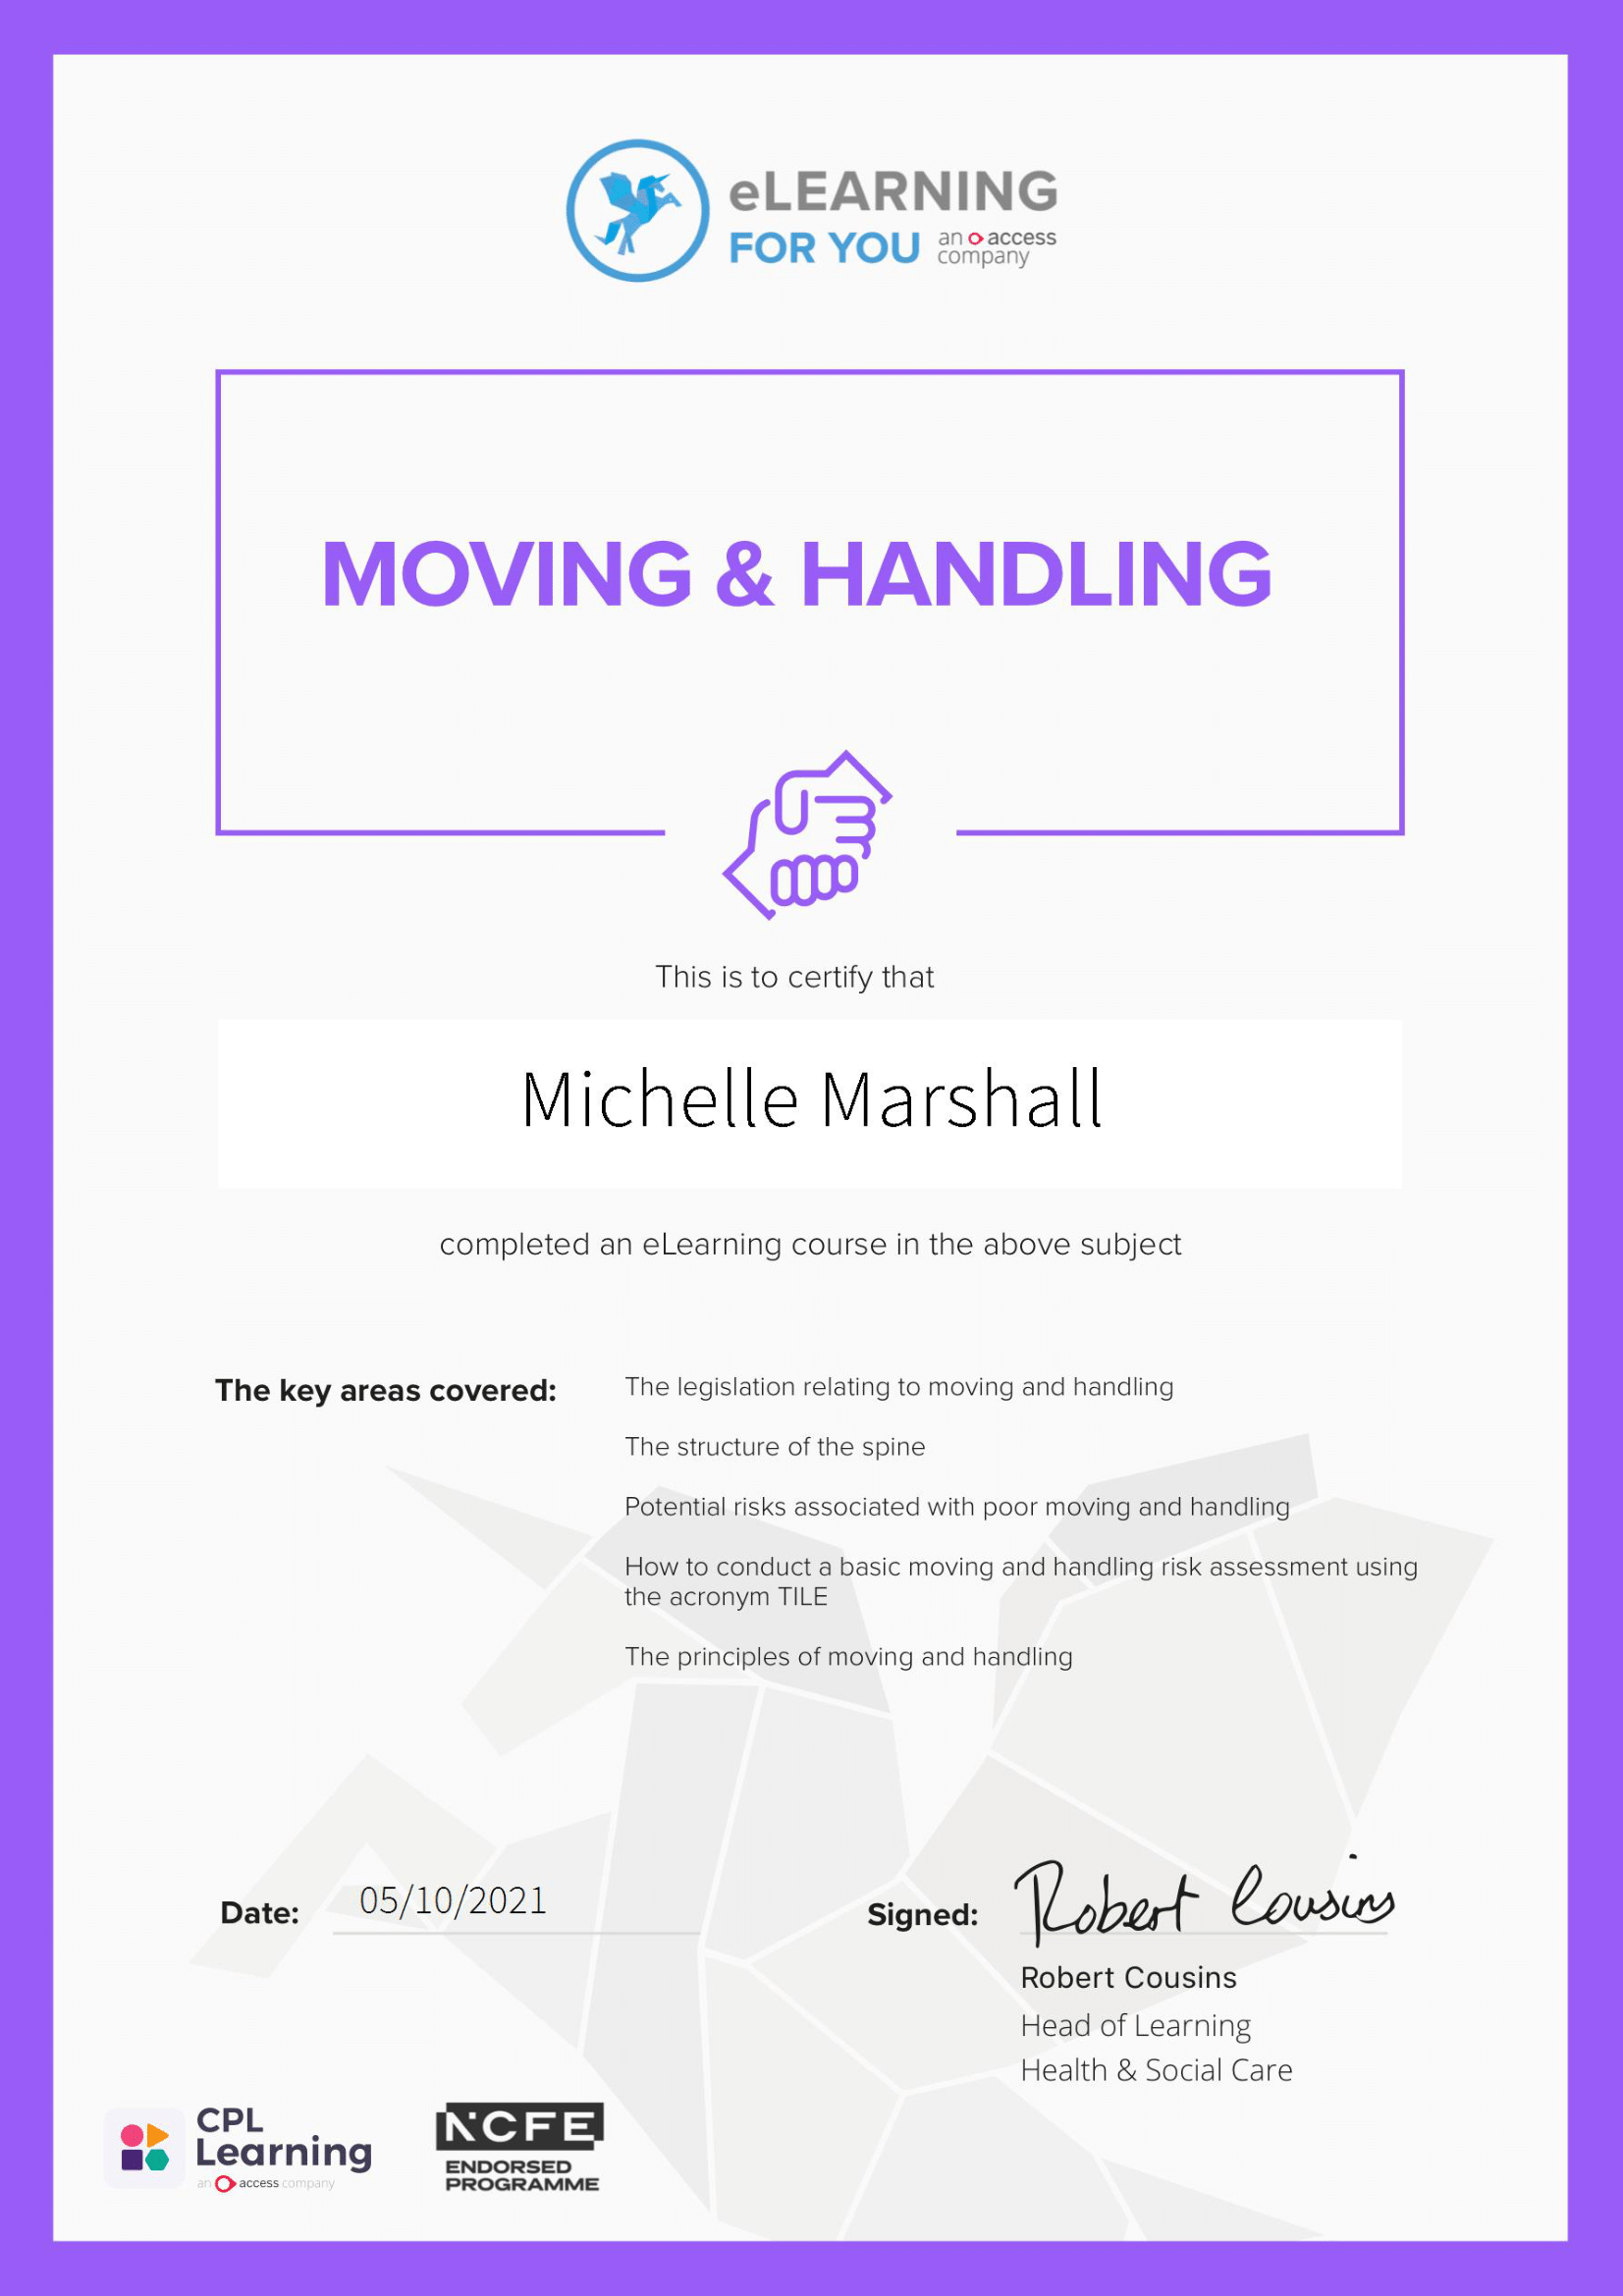 eLEARNING
FOR YOU an access company
MOVING & HANDLING
This is to certify that
Michelle Marshall
completed an eLearning course in the above subject
The key areas covered:
The legislation relating to moving and handling
The structure of the spine
Potential risks associated with poor moving and handling
How to conduct a basic moving and handling risk assessment using
the acronym TILE
The principles of moving and handling
Date: 05/10/2021
Signed: Robert Cousins
Robert Cousins
Head of Learning
Health & Social Care
CPL
Learning
an access company
NCFE
ENDORSED
PROGRAMME